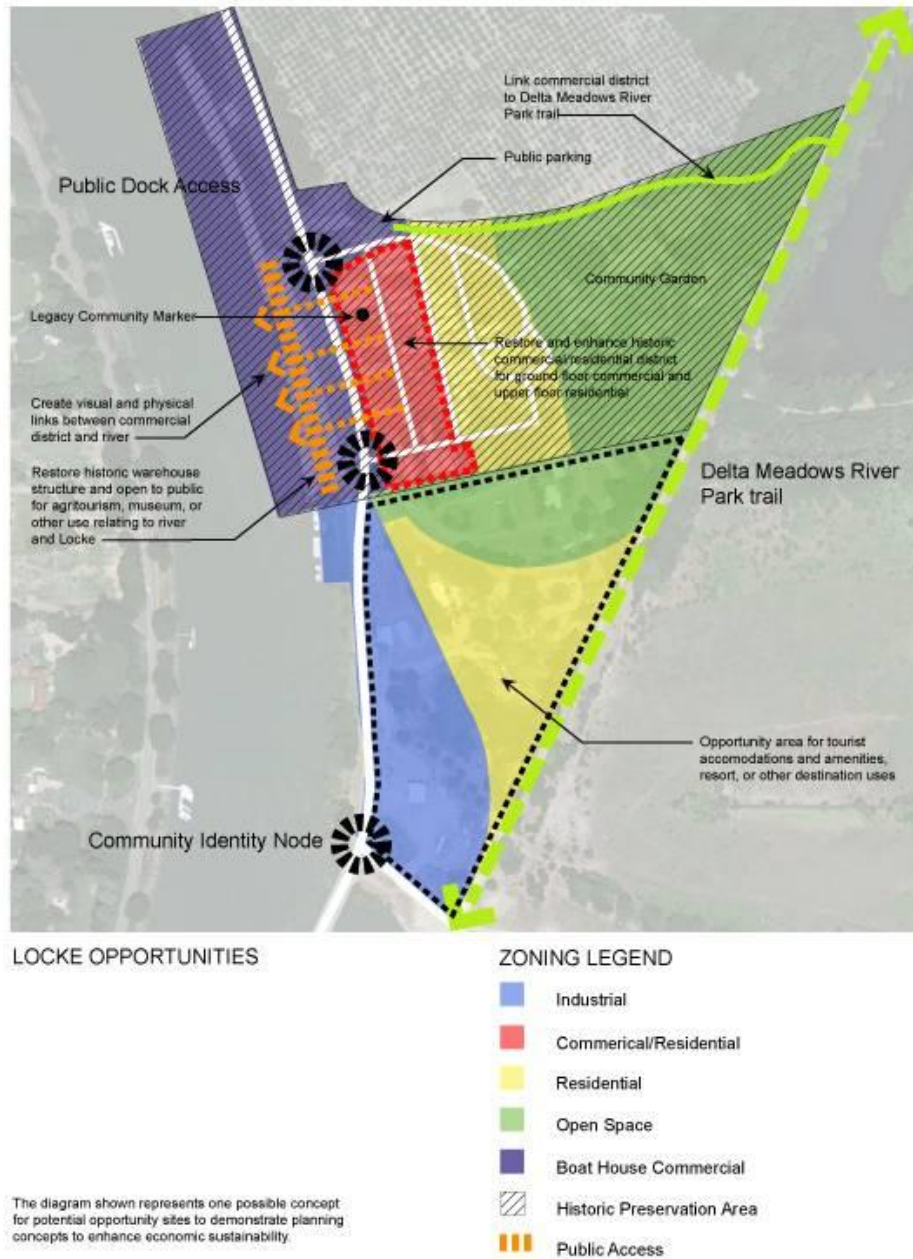 Link commercial district
to Delta Meadows River
Park trail
Public parking
Public Dock Access
Community Garden
Legacy Community Marker
Restore and enhance historic
commercial/residential district
for ground floor commercial and
upper floor residential
Create visual and physical
links between commercial
district and river
Restore historic warehouse
structure and open to public
for agritourism, museum, or
other use relating to river
and Locke
Delta Meadows River
Park trail
Opportunity area for tourist
accomodations and amenities,
resort, or other destination uses
Community Identity Node
LOCKE OPPORTUNITIES
The diagram shown represents one possible concept
for potential opportunity sites to demonstrate planning
concepts to enhance economic sustainability.
ZONING LEGEND
Industrial
Commerical/Residential
Residential
Open Space
Boat House Commercial
Historic Preservation Area
Public Access